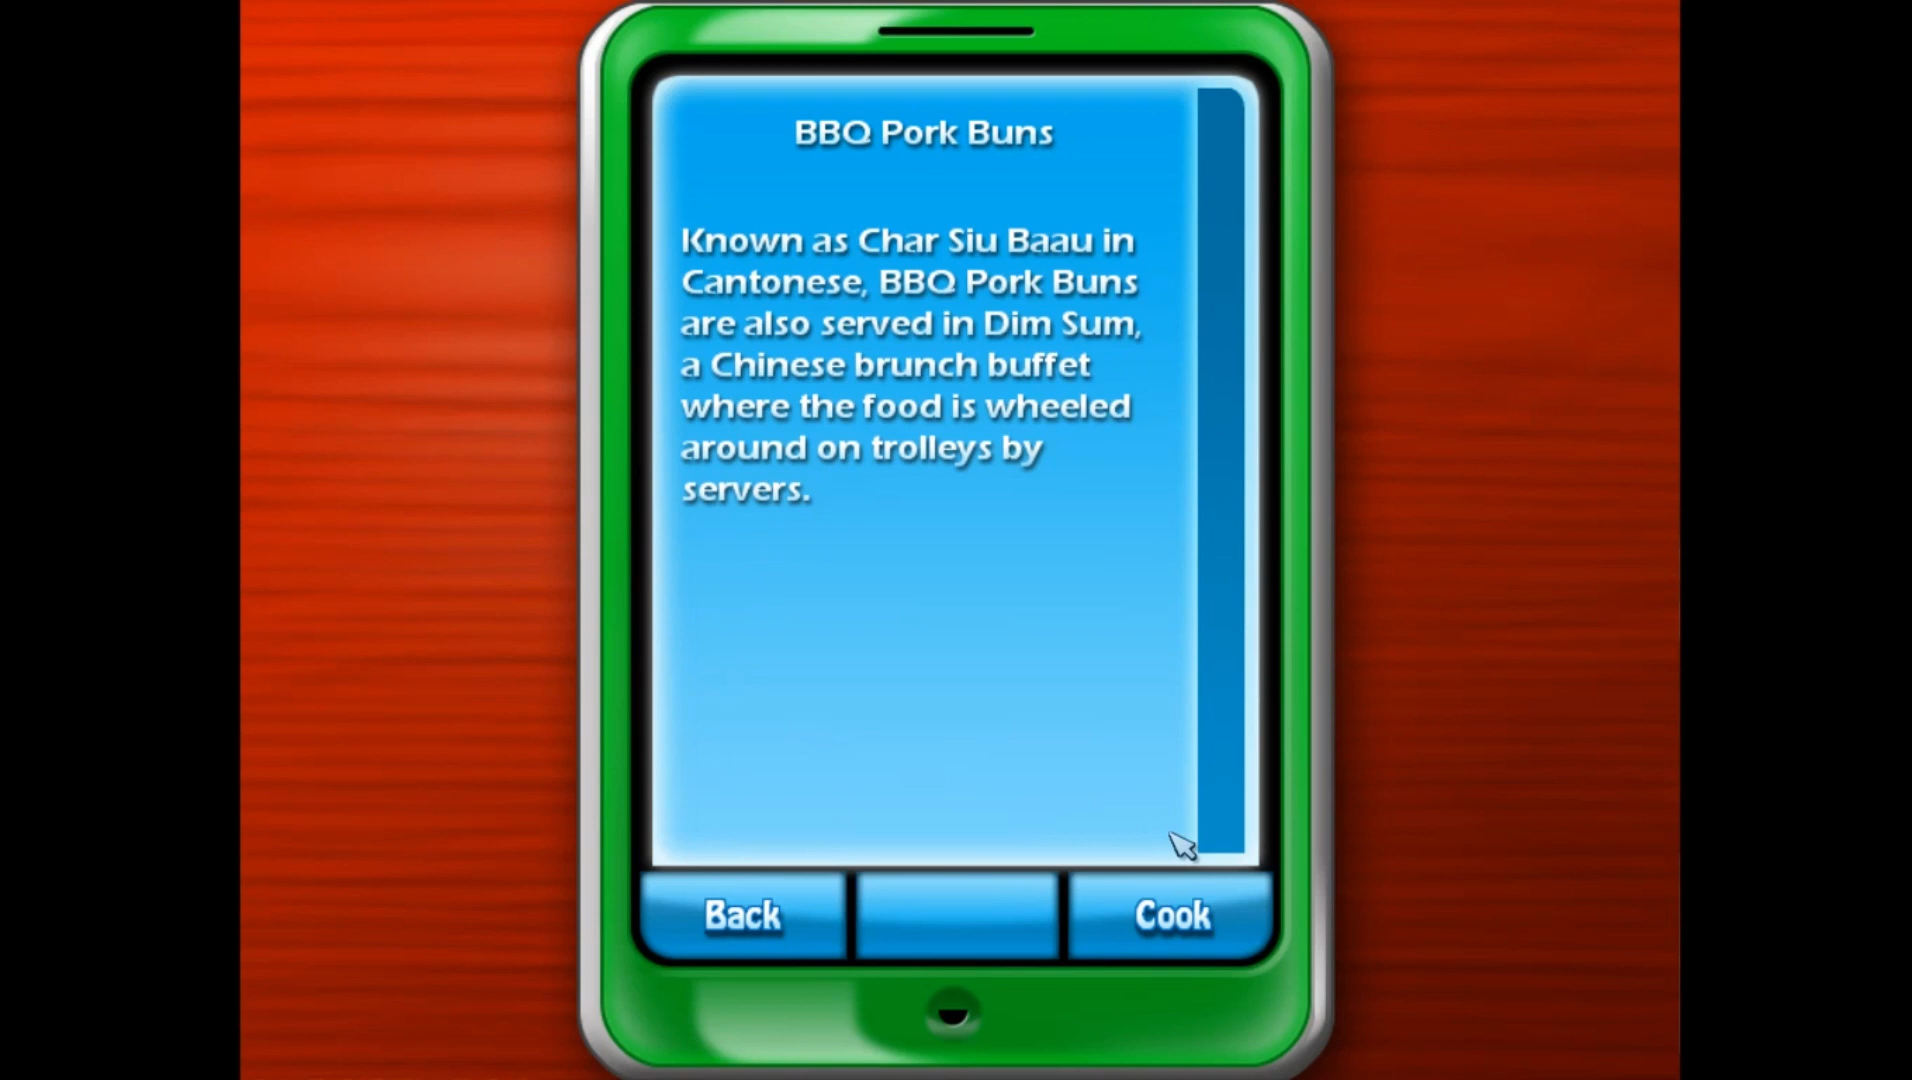 BBQ Pork Buns
Known as Char Siu Baau in
Cantonese, BBQ Pork Buns
are also served in Dim Sum,
a Chinese brunch buffet
where the food is wheeled
around on trolleys by
servers.
Back
Cook